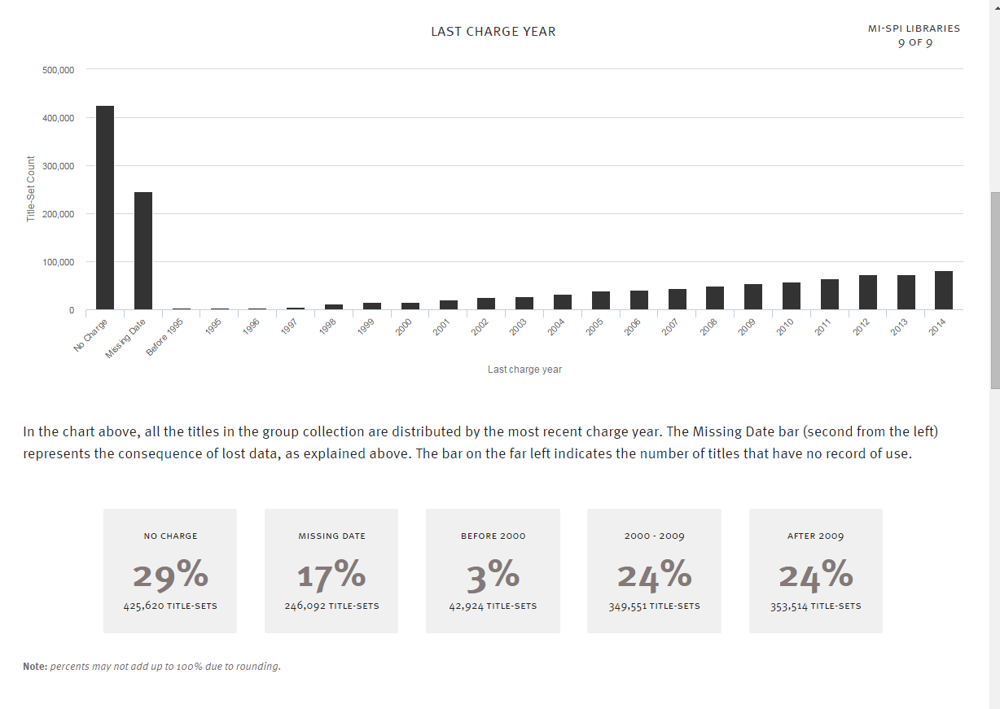 LAST CHARGE YEAR
MI-SPI LIBRARIES
9 OF 9
500,000
400,000
300,000
200,000
100,000
0
Title-Set Count
No Charge
Missing Date
Before 1995
1995
1996
1997
1998
1999
2000
2001
2002
2003
2004
2005
2006
2007
2008
2009
2010
2011
2012
2013
2014
Last charge year
In the chart above, all the titles in the group collection are distributed by the most recent charge year. The Missing Date bar (second from the left)
represents the consequence of lost data, as explained above. The bar on the far left indicates the number of titles that have no record of use.
NO CHARGE
29%
425,620 TITLE-SETS
MISSING DATE
17%
246,092 TITLE-SETS
BEFORE 2000
3%
42,924 TITLE-SETS
2000 - 2009
24%
349,551 TITLE-SETS
AFTER 2009
24%
353,514 TITLE-SETS
Note: percents may not add up to 100% due to rounding.